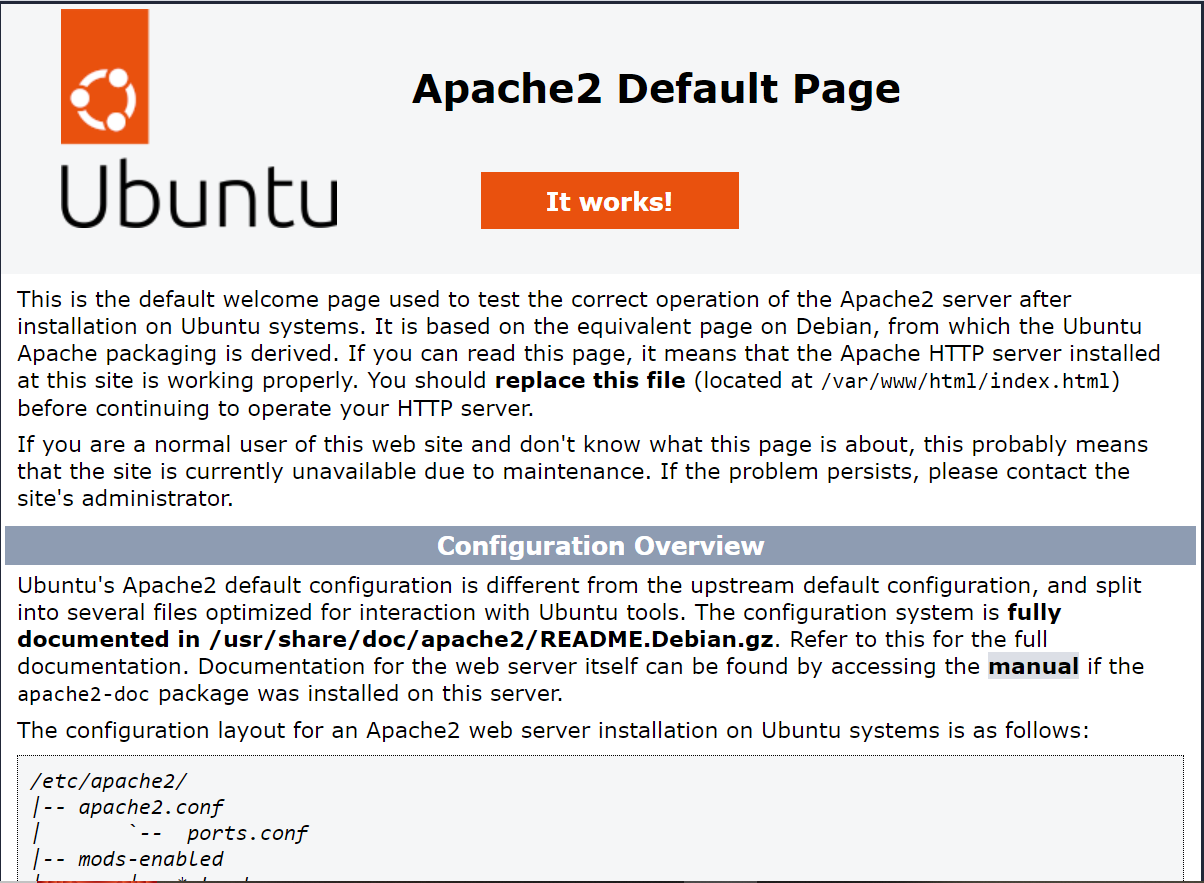 Ubuntu
Apache2 Default Page
It works!
This is the default welcome page used to test the correct operation of the Apache2 server after
installation on Ubuntu systems. It is based on the equivalent page on Debian, from which the Ubuntu
Apache packaging is derived. If you can read this page, it means that the Apache HTTP server installed
at this site is working properly. You should replace this file (located at /var/www/html/index.html)
before continuing to operate your HTTP server.
If you are a normal user of this web site and don't know what this page is about, this probably means
that the site is currently unavailable due to maintenance. If the problem persists, please contact the
site's administrator.
Configuration Overview
Ubuntu's Apache2 default configuration is different from the upstream default configuration, and split
into several files optimized for interaction with Ubuntu tools. The configuration system is fully
documented in /usr/share/doc/apache2/README.Debian.gz. Refer to this for the full
documentation. Documentation for the web server itself can be found by accessing the manual if the
apache2-doc package was installed on this server.
The configuration layout for an Apache2 web server installation on Ubuntu systems is as follows:
/etc/apache2/
|-- apache2.conf
|       `--  ports.conf
|-- mods-enabled